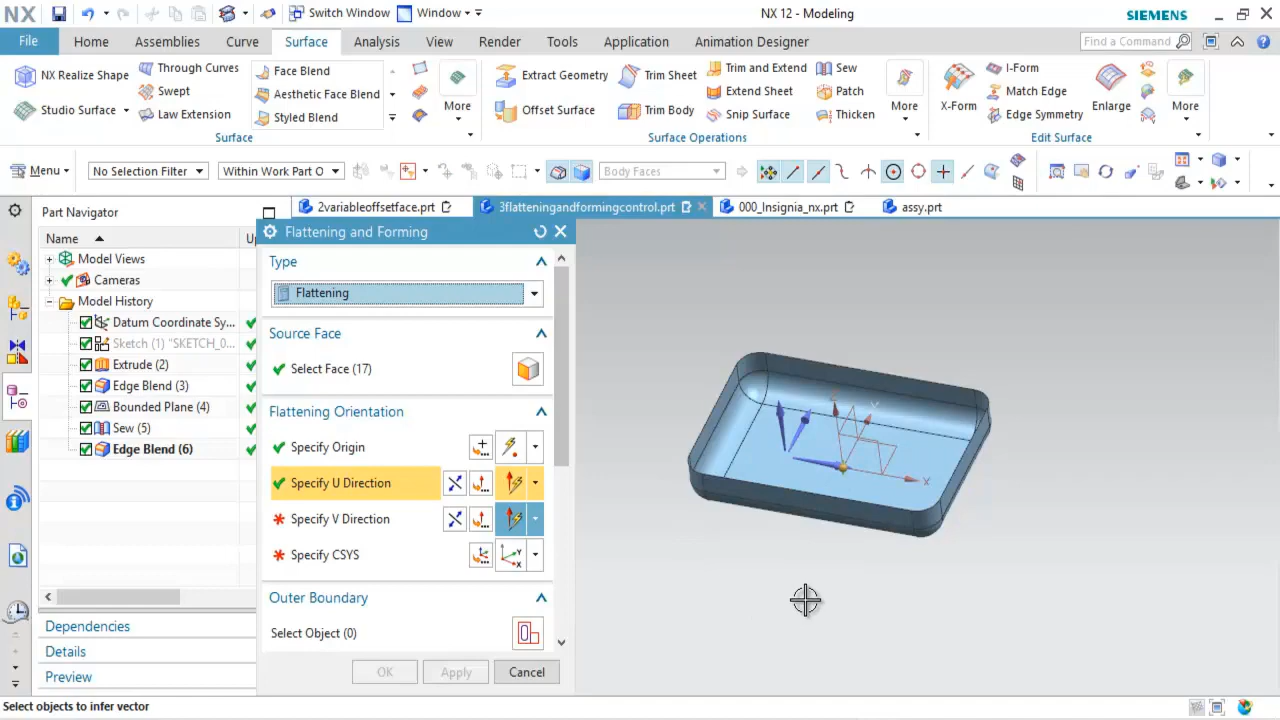 NX
Switch Window
Window
NX 12 - Modeling
SIEMENS
File
Home
Assemblies
Curve
Surface
Analysis
View
Render
Tools
Application
Animation Designer
Find a Command
NX Realize Shape
Studio Surface
Through Curves
Swept
Law Extension
Face Blend
Aesthetic Face Blend
Styled Blend
More
Surface
Extract Geometry
Offset Surface
Trim Sheet
Trim Body
Trim and Extend
Extend Sheet
Snip Surface
Sew
Patch
Thicken
More
Surface Operations
X-Form
I-Form
Match Edge
Edge Symmetry
Enlarge
More
Edit Surface
Menu
No Selection Filter
Within Work Part O
Body Faces
Part Navigator
2variableoffsetface.prt
3flatteningandformingcontrol.prt
000_Insignia_nx.prt
assy.prt
Name
Model Views
Cameras
Model History
Datum Coordinate Sy...
Sketch (1) "SKETCH_0...
Extrude (2)
Edge Blend (3)
Bounded Plane (4)
Sew (5)
Edge Blend (6)
Dependencies
Details
Preview
Flattening and Forming
Type
Flattening
Source Face
Select Face (17)
Flattening Orientation
Specify Origin
Specify U Direction
Specify V Direction
Specify CSYS
Outer Boundary
Select Object (0)
OK
Apply
Cancel
X
Select objects to infer vector